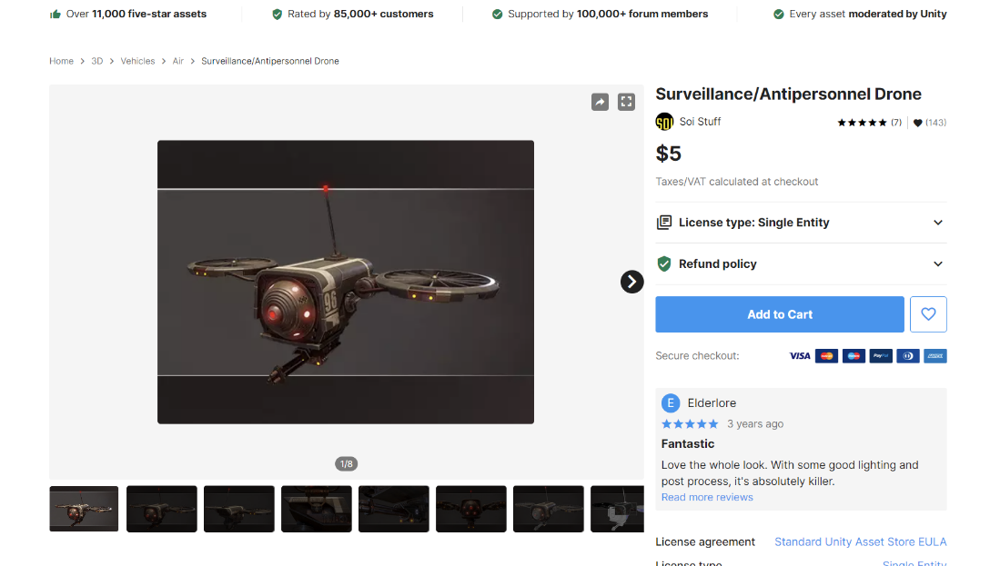 Over 11,000 five-star assets
Rated by 85,000+ customers
Supported by 100,000+ forum members
Every asset moderated by Unity
Home > 3D > Vehicles > Air > Surveillance/Antipersonnel Drone
96
1/8
Surveillance/Antipersonnel Drone
SOI
Soi Stuff
(7)
(143)
$5
Taxes/VAT calculated at checkout
License type: Single Entity
Refund policy
Add to Cart
Secure checkout:
VISA
PayPal
E
Elderlore
3 years ago
Fantastic
Love the whole look. With some good lighting and
post process, it's absolutely killer.
Read more reviews
License agreement
Standard Unity Asset Store EULA
License type
Single Entity